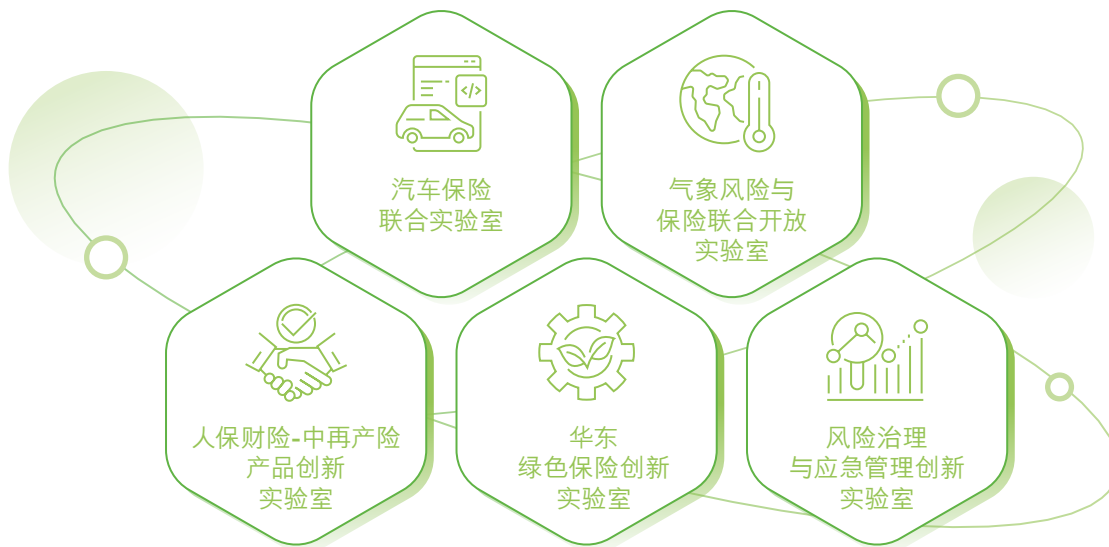 汽车保险
联合实验室
气象风险与
保险联合开放
实验室
人保财险-中再产险
产品创新
实验室
华东
绿色保险创新
实验室
风险治理
与应急管理创新
实验室